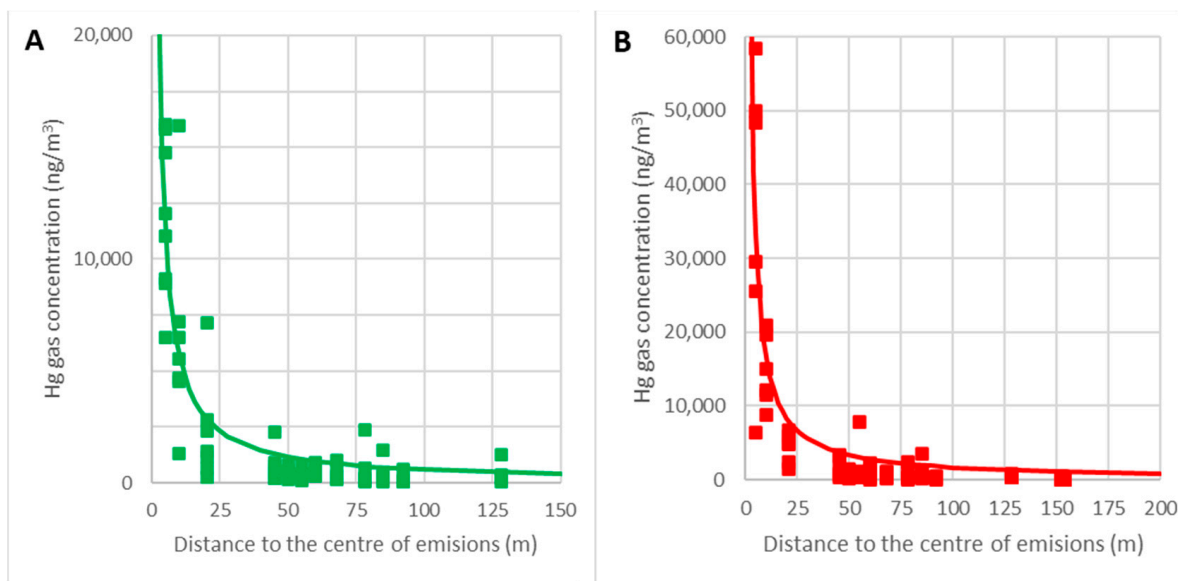 A
20,000
10,000
0
Hg gas concentration (ng/m³)
0 25 50 75 100 125 150
Distance to the centre of emisions (m)
B
60,000
50,000
40,000
30,000
20,000
10,000
0
Hg gas concentration (ng/m³)
0 25 50 75 100 125 150 175 200
Distance to the centre of emisions (m)